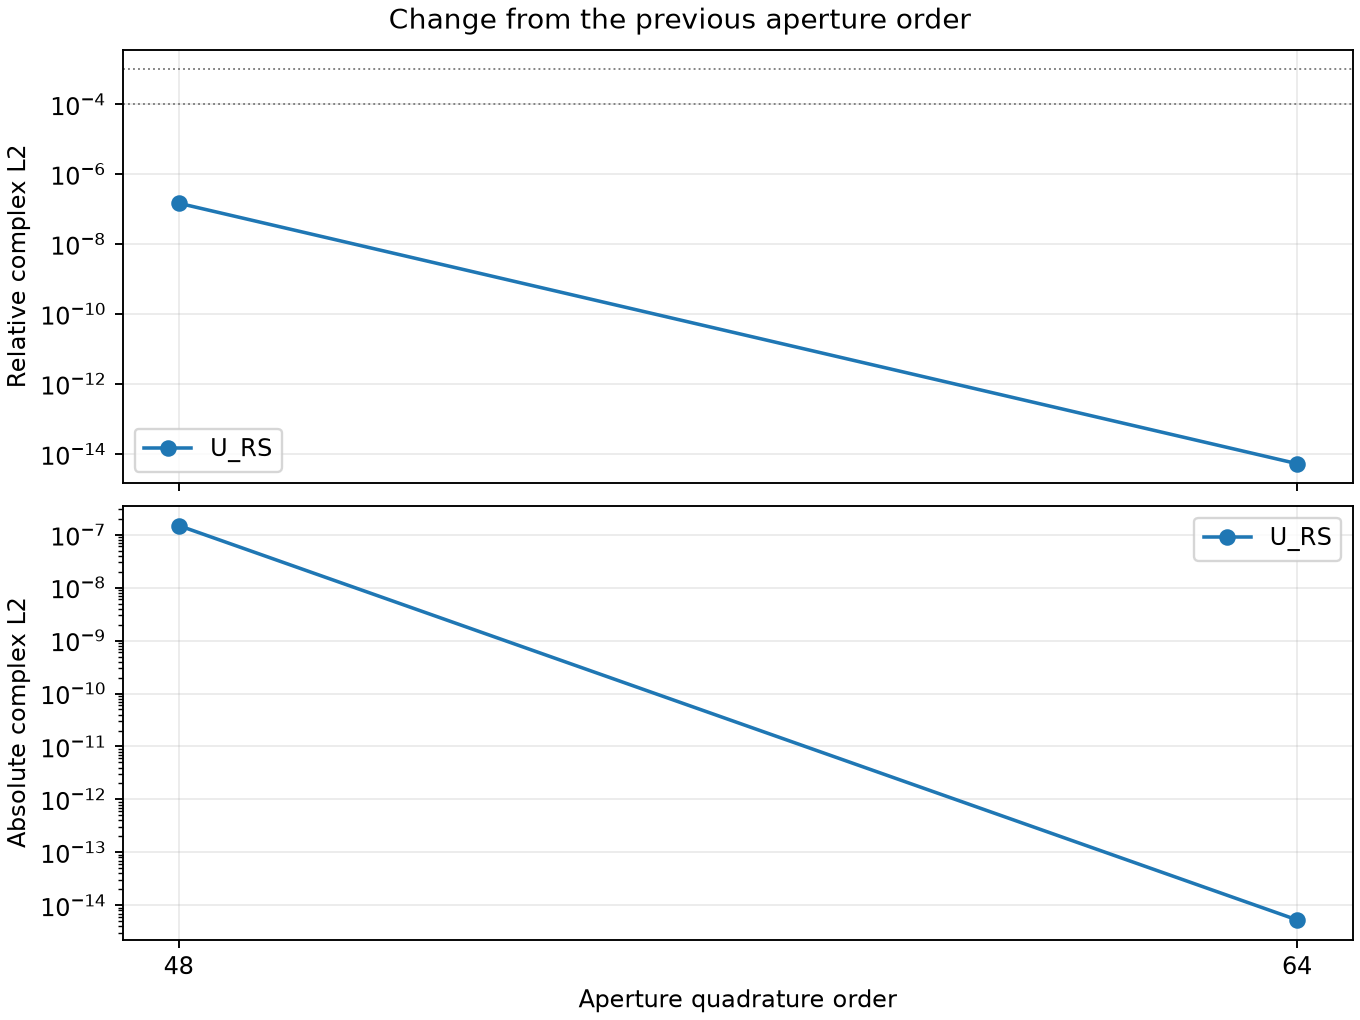 Change from the previous aperture order
Relative complex L2
10⁻⁴
10⁻⁶
10⁻⁸
10⁻¹⁰
10⁻¹²
10⁻¹⁴
U_RS
Absolute complex L2
10⁻⁷
10⁻⁸
10⁻⁹
10⁻¹⁰
10⁻¹¹
10⁻¹²
10⁻¹³
10⁻¹⁴
U_RS
48
64
Aperture quadrature order